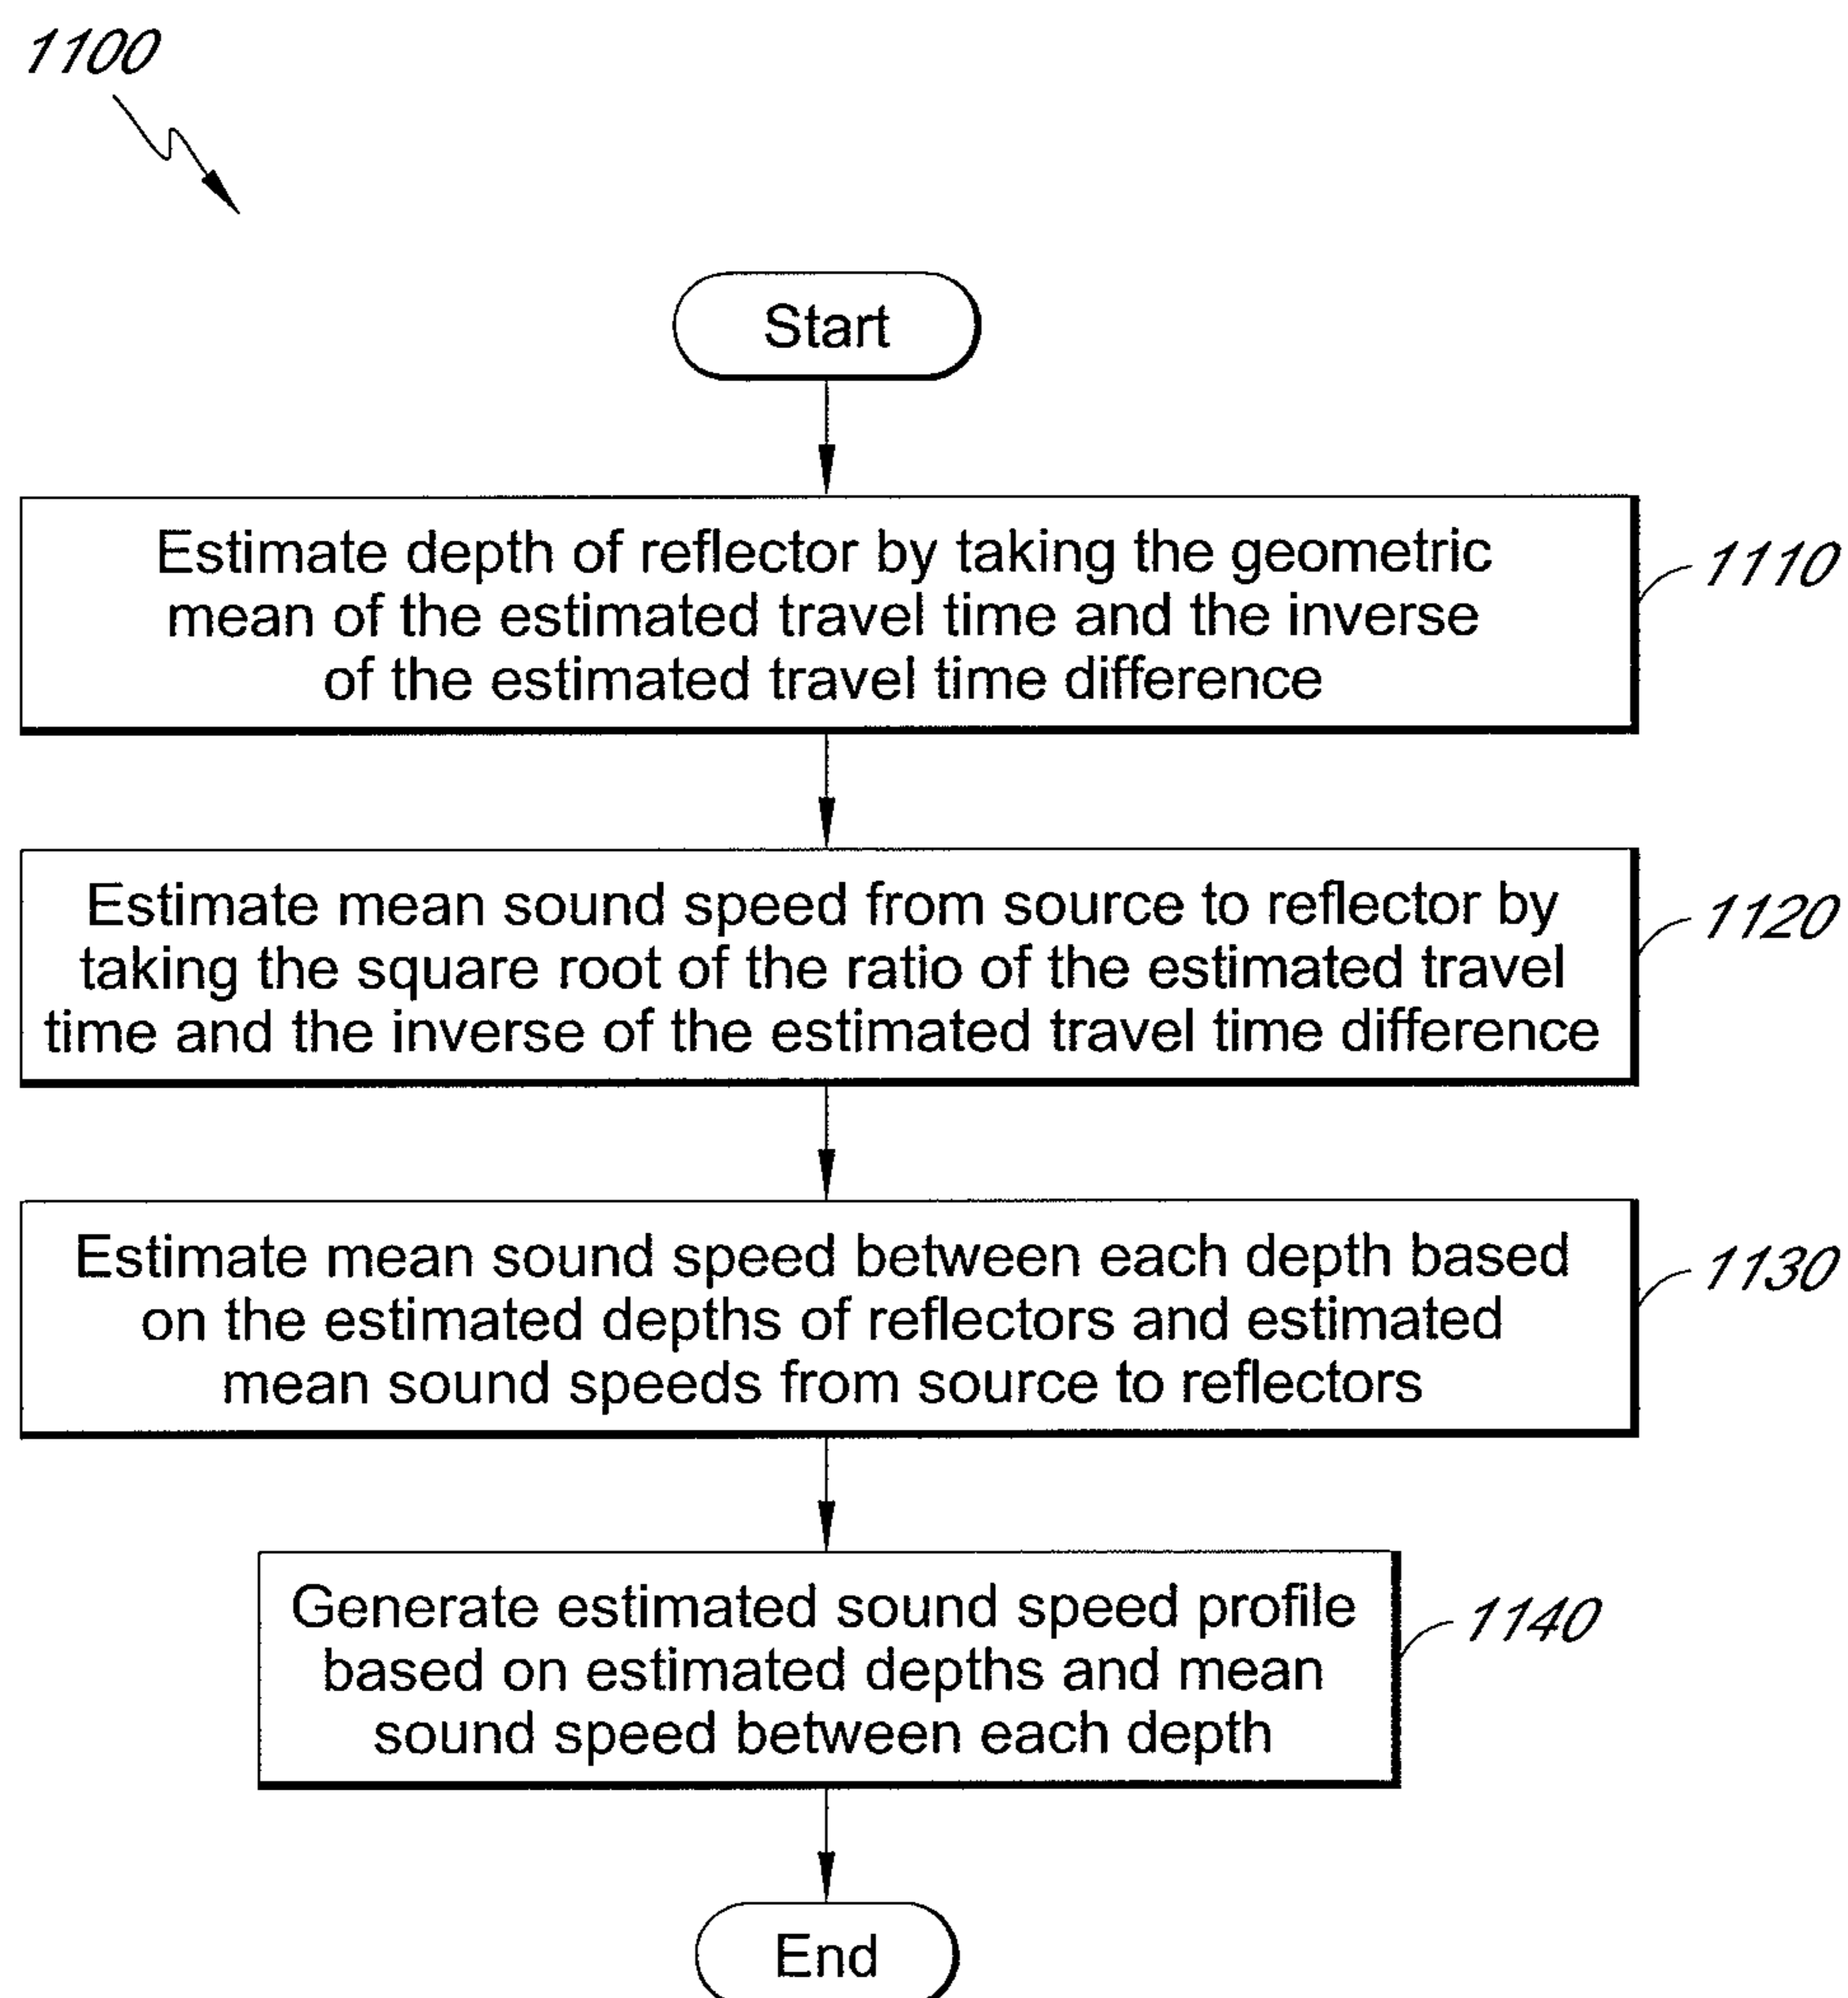 1100
Start
Estimate depth of reflector by taking the geometric
mean of the estimated travel time and the inverse
of the estimated travel time difference
1110
Estimate mean sound speed from source to reflector by
taking the square root of the ratio of the estimated travel
time and the inverse of the estimated travel time difference
1120
Estimate mean sound speed between each depth based
on the estimated depths of reflectors and estimated
mean sound speeds from source to reflectors
1130
Generate estimated sound speed profile
based on estimated depths and mean
sound speed between each depth
1140
End